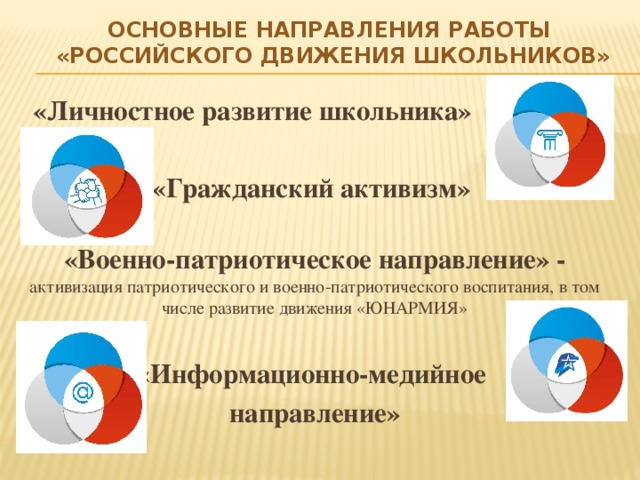 ОСНОВНЫЕ НАПРАВЛЕНИЯ РАБОТЫ
«РОССИЙСКОГО ДВИЖЕНИЯ ШКОЛЬНИКОВ»
«Личностное развитие школьника»
«Гражданский активизм»
«Военно-патриотическое направление» -
активизация патриотического и военно-патриотического воспитания, в том
числе развитие движения «ЮНАРМИЯ»
«Информационно-медийное
направление»
@